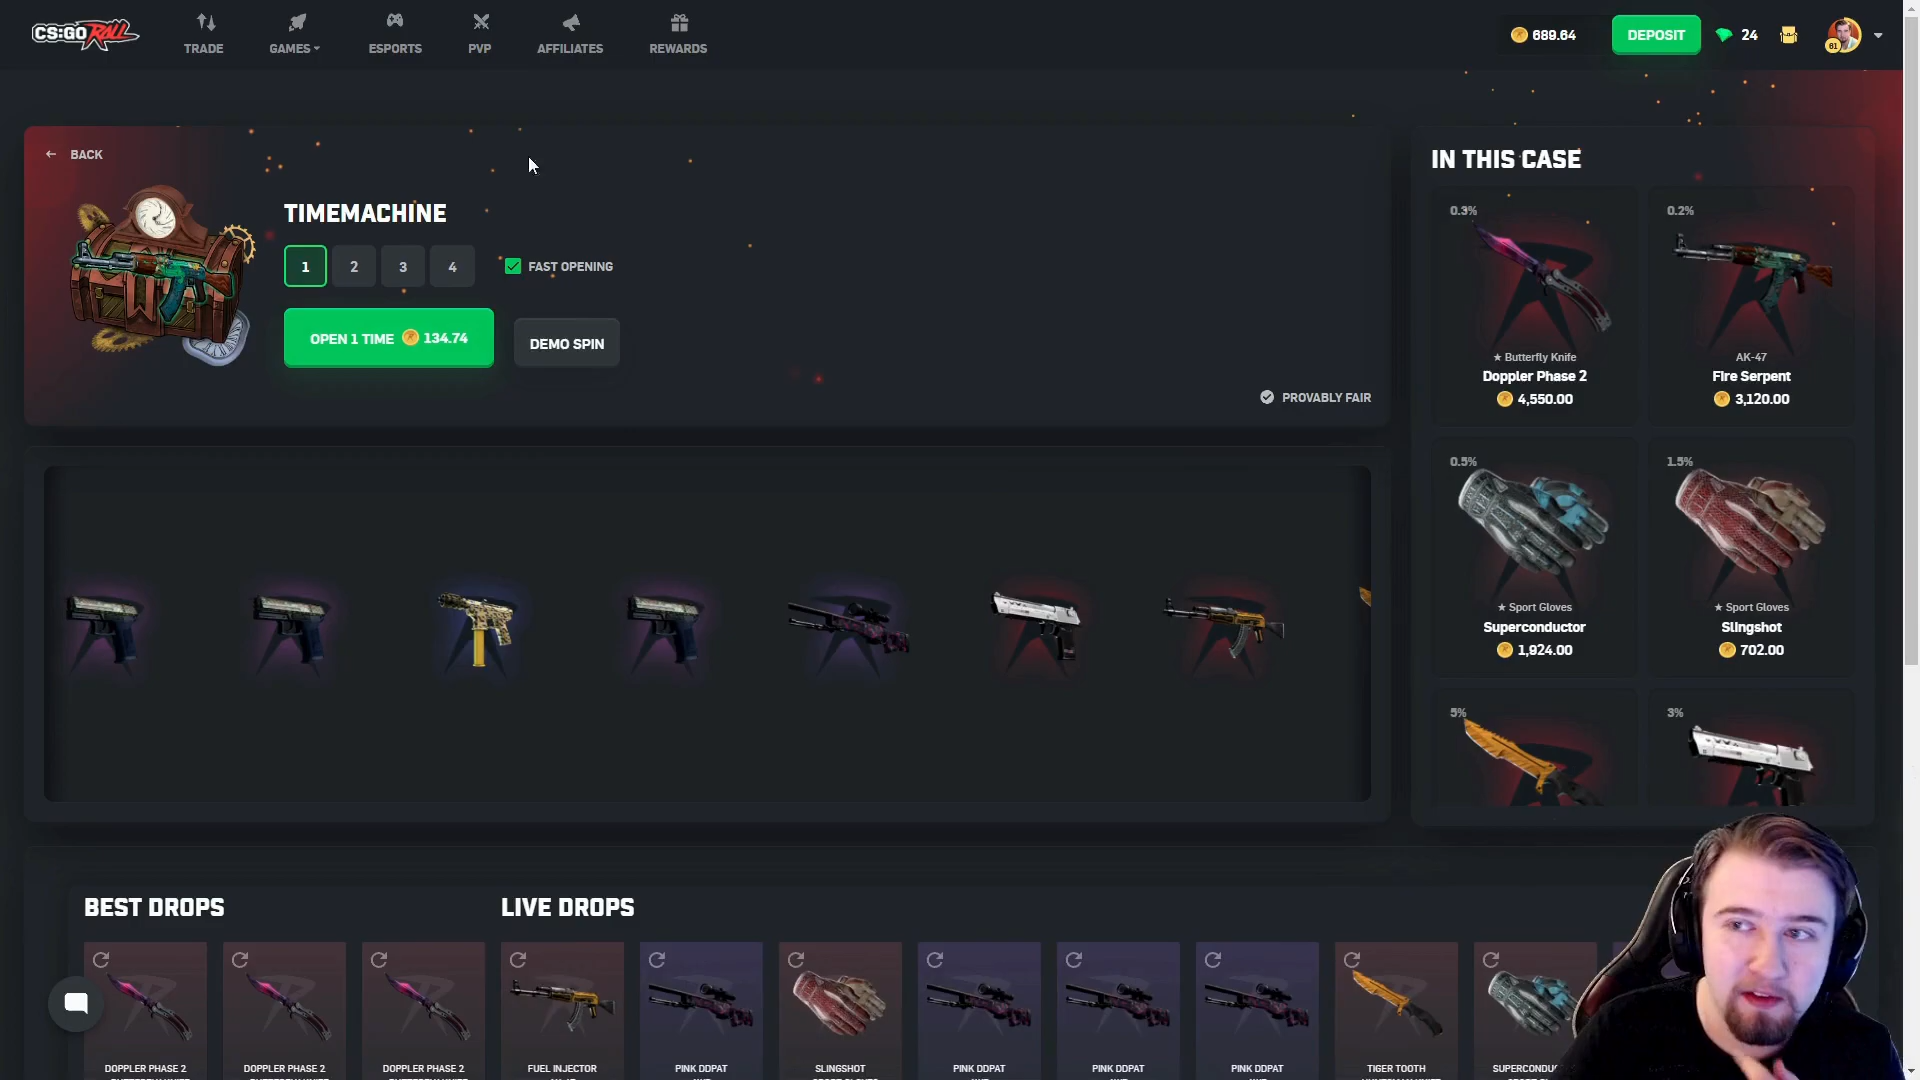 CS:GO ROLL
TRADE
GAMES
ESPORTS
PVP
AFFILIATES
REWARDS
689.64
DEPOSIT
24
81
BACK
TIMEMACHINE
1
2
3
4
FAST OPENING
OPEN 1 TIME 134.74
DEMO SPIN
PROVABLY FAIR
IN THIS CASE
0.3%
★ Butterfly Knife
Doppler Phase 2
4,550.00
0.2%
AK-47
Fire Serpent
3,120.00
0.5%
★ Sport Gloves
Superconductor
1,924.00
1.5%
★ Sport Gloves
Slingshot
702.00
5%
3%
BEST DROPS
LIVE DROPS
DOPPLER PHASE 2
DOPPLER PHASE 2
DOPPLER PHASE 2
FUEL INJECTOR
PINK DDPAT
SLINGSHOT
PINK DDPAT
PINK DDPAT
PINK DDPAT
TIGER TOOTH